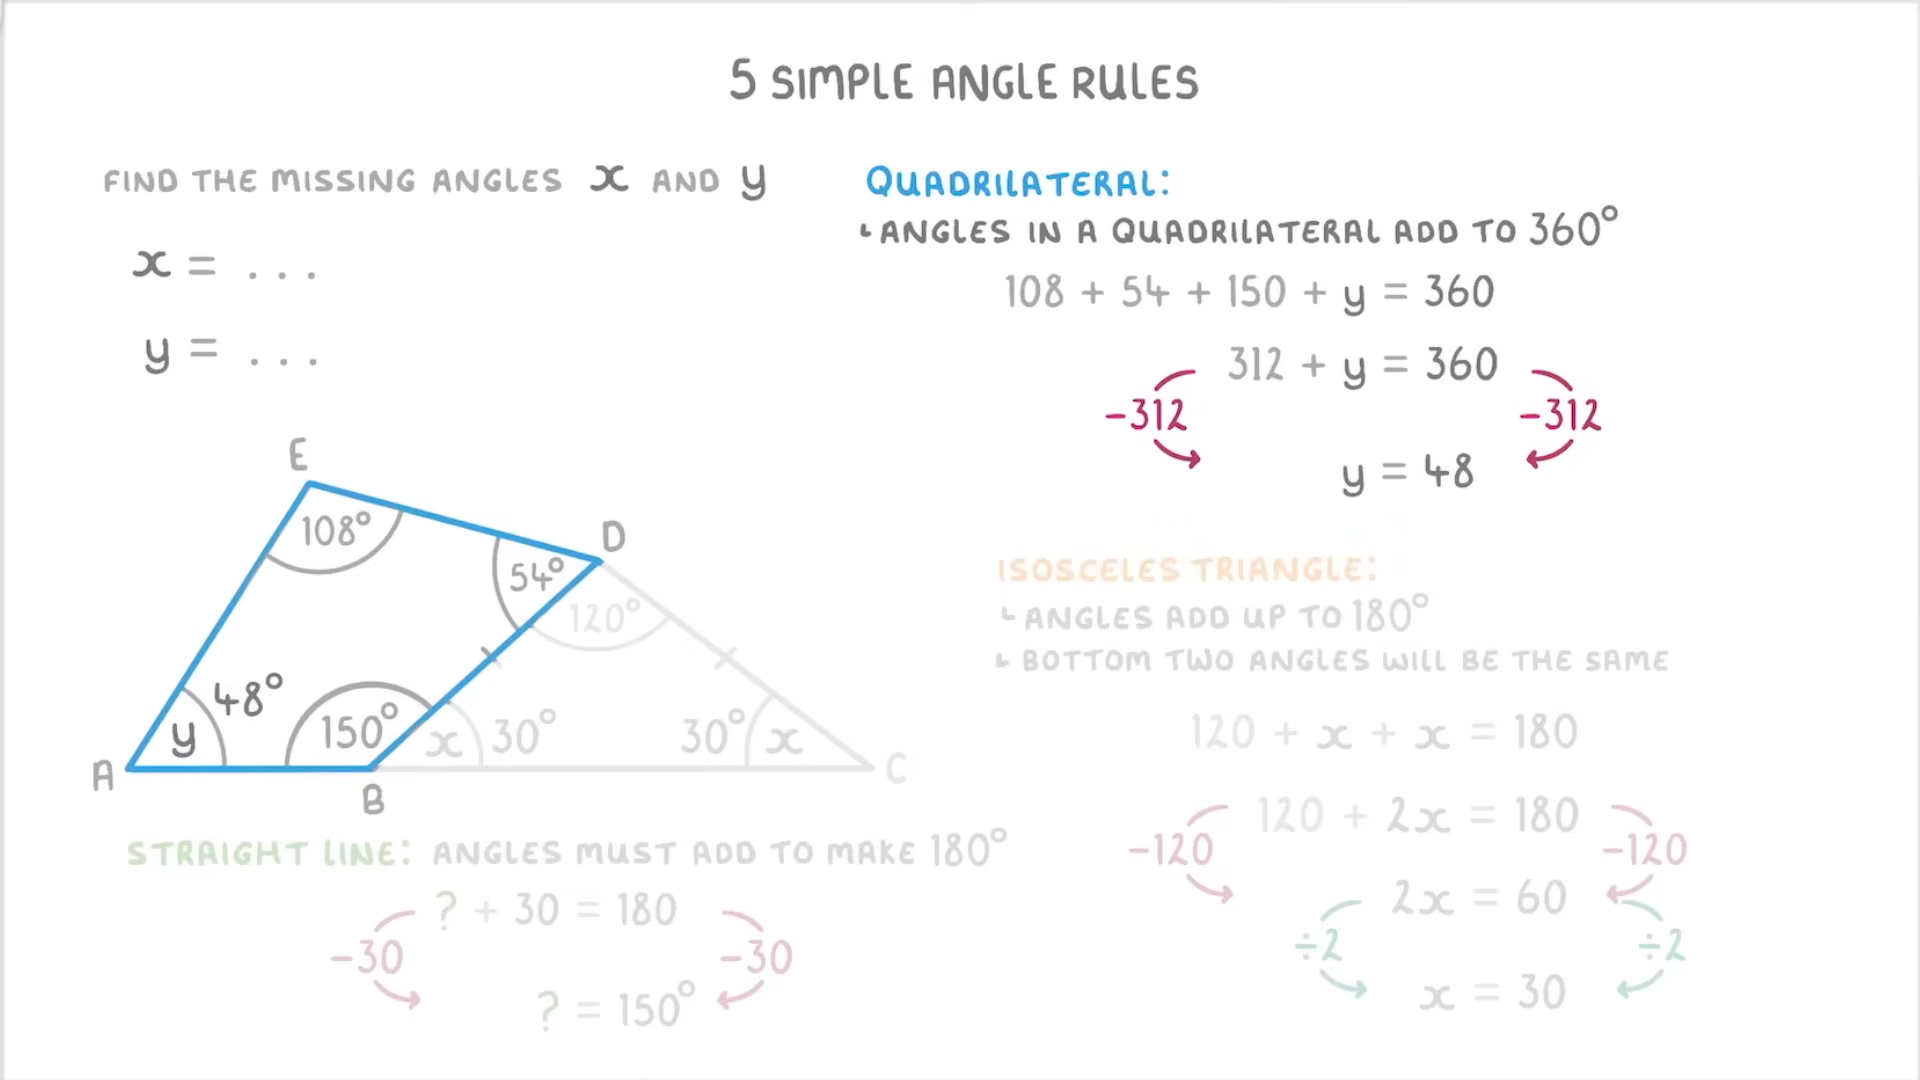 5 SIMPLE ANGLE RULES
FIND THE MISSING ANGLES x AND y
x = ...
y = ...
E
108°
D
54°
120°
48°
y
150°
x
30°
30°
x
A
B
C
STRAIGHT LINE: ANGLES MUST ADD TO MAKE 180°
? + 30 = 180
-30
-30
? = 150°
QUADRILATERAL:
ANGLES IN A QUADRILATERAL ADD TO 360°
108 + 54 + 150 + y = 360
312 + y = 360
-312
-312
y = 48
ISOSCELES TRIANGLE:
ANGLES ADD UP TO 180°
BOTTOM TWO ANGLES WILL BE THE SAME
120 + x + x = 180
120 + 2x = 180
-120
-120
2x = 60
÷2
÷2
x = 30